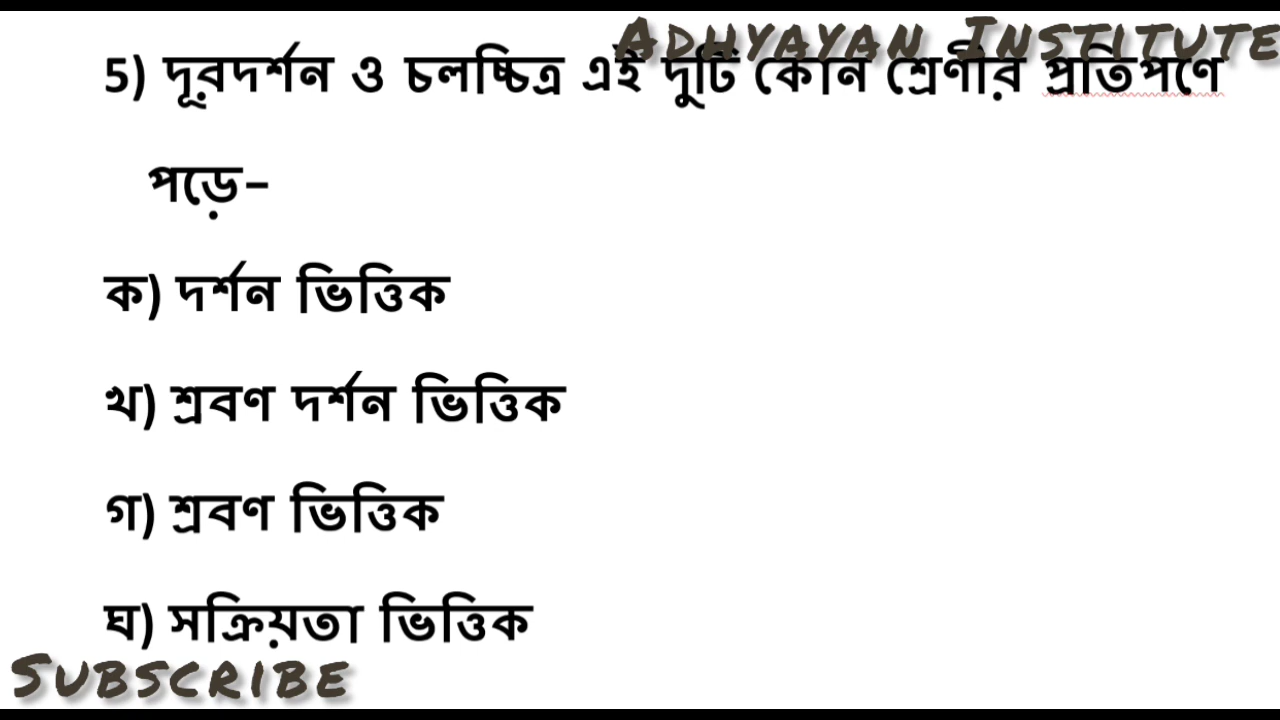 Adhyayan Institute
5) দূরদর্শন ও চলচ্চিত্র এই দুটি কোন শ্রেণীর প্রতিপণে
পড়ে–
ক) দর্শন ভিত্তিক
খ) শ্রবণ দর্শন ভিত্তিক
গ) শ্রবণ ভিত্তিক
ঘ) সক্রিয়তা ভিত্তিক
Subscribe